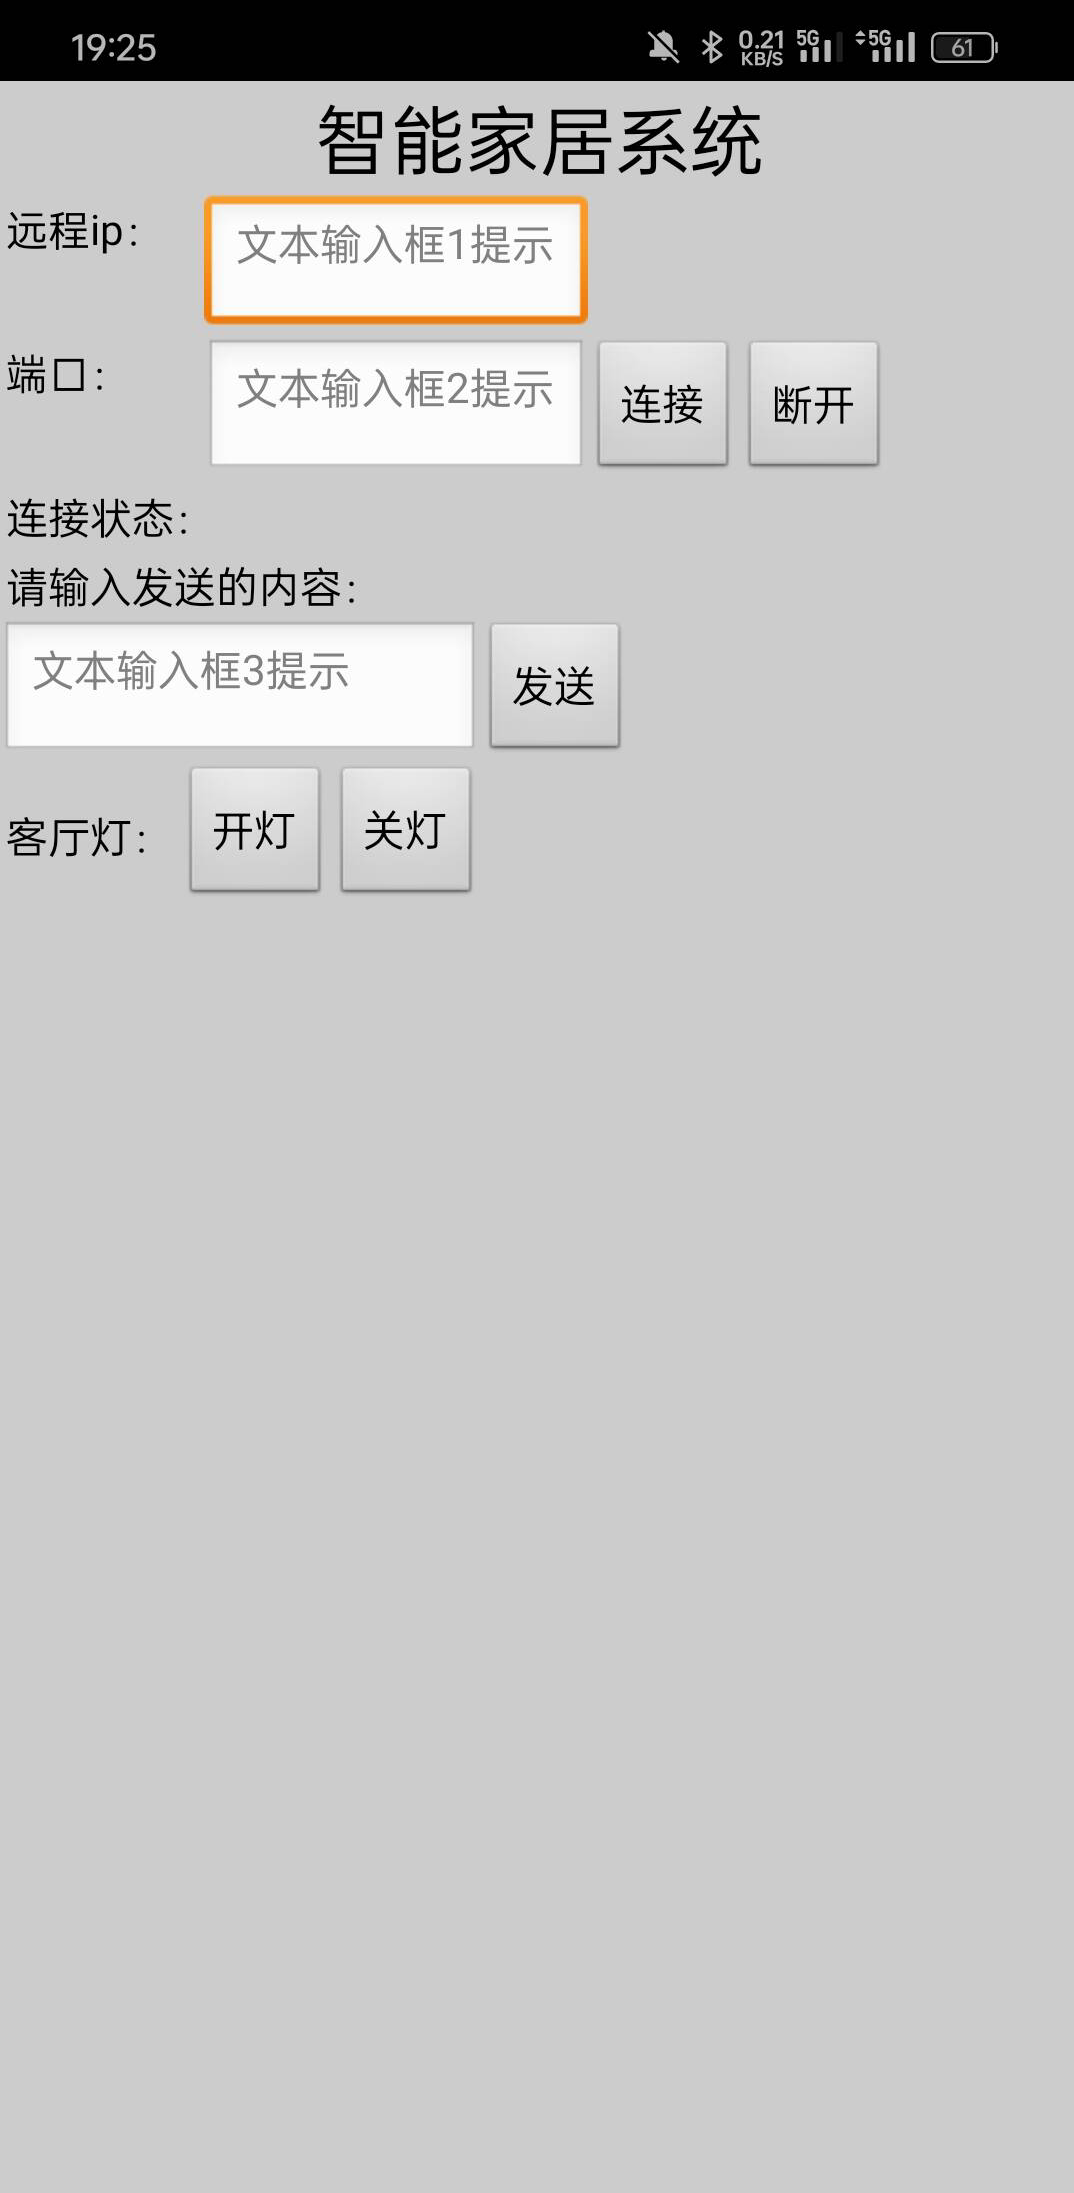 19:25 0.21 KB/S 5G 5G 61
智能家居系统
远程ip: 文本输入框1提示
端口: 文本输入框2提示 连接 断开
连接状态:
请输入发送的内容:
文本输入框3提示 发送
客厅灯: 开灯 关灯